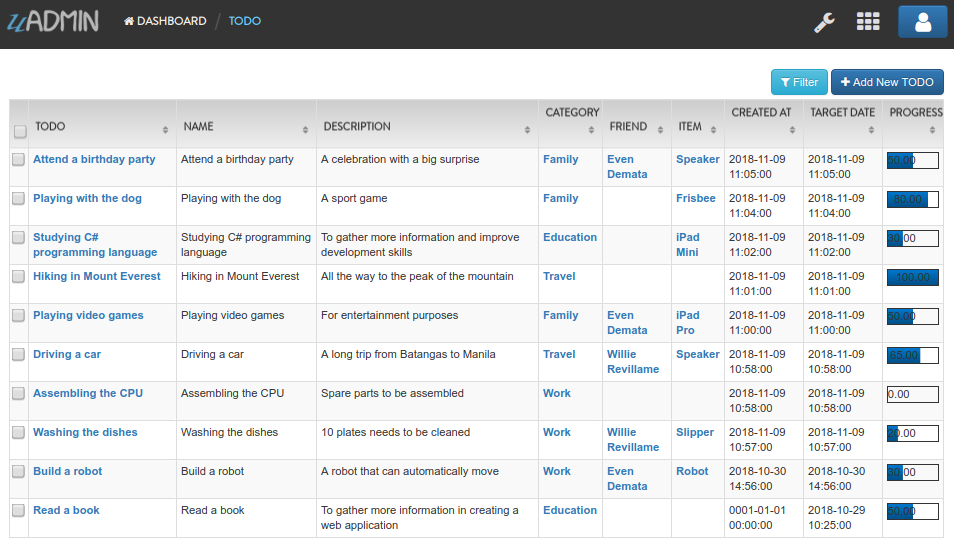 uADMIN DASHBOARD / TODO
Filter Add New TODO
TODO NAME DESCRIPTION CATEGORY FRIEND ITEM CREATED AT TARGET DATE PROGRESS
Attend a birthday party Attend a birthday party A celebration with a big surprise Family Even Speaker 2018-11-09 2018-11-09 50.00
Demata 11:05:00 11:05:00
Playing with the dog Playing with the dog A sport game Family Frisbee 2018-11-09 2018-11-09 80.00
11:04:00 11:04:00
Studying C# Studying C# programming To gather more information and improve Education iPad 2018-11-09 2018-11-09 30.00
programming language language development skills Mini 11:02:00 11:02:00
Hiking in Mount Everest Hiking in Mount Everest All the way to the peak of the mountain Travel 2018-11-09 2018-11-09 100.00
11:01:00 11:01:00
Playing video games Playing video games For entertainment purposes Family Even iPad 2018-11-09 2018-11-09 50.00
Demata Pro 11:00:00 11:00:00
Driving a car Driving a car A long trip from Batangas to Manila Travel Willie Speaker 2018-11-09 2018-11-09 65.00
Revillame 10:58:00 10:58:00
Assembling the CPU Assembling the CPU Spare parts to be assembled Work 2018-11-09 2018-11-09 0.00
10:58:00 10:58:00
Washing the dishes Washing the dishes 10 plates needs to be cleaned Work Willie Slipper 2018-11-09 2018-11-09 20.00
Revillame 10:57:00 10:57:00
Build a robot Build a robot A robot that can automatically move Work Even Robot 2018-10-30 2018-10-30 30.00
Demata 14:56:00 14:56:00
Read a book Read a book To gather more information in creating a Education 0001-01-01 2018-10-29 50.00
web application 00:00:00 10:25:00